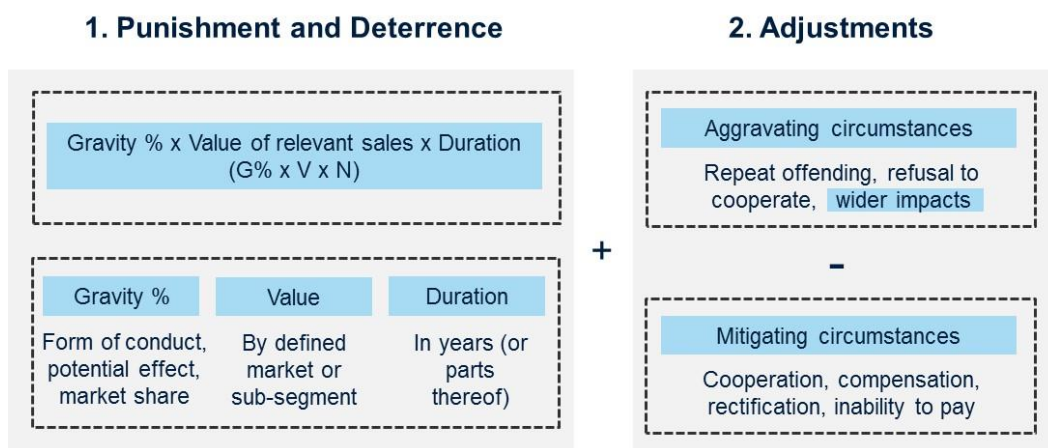 1. Punishment and Deterrence
Gravity % x Value of relevant sales x Duration
(G% x V x N)
Gravity %
Form of conduct,
potential effect,
market share
Value
By defined
market or
sub-segment
Duration
In years (or
parts
thereof)
+
2. Adjustments
Aggravating circumstances
Repeat offending, refusal to
cooperate, wider impacts
-
Mitigating circumstances
Cooperation, compensation,
rectification, inability to pay